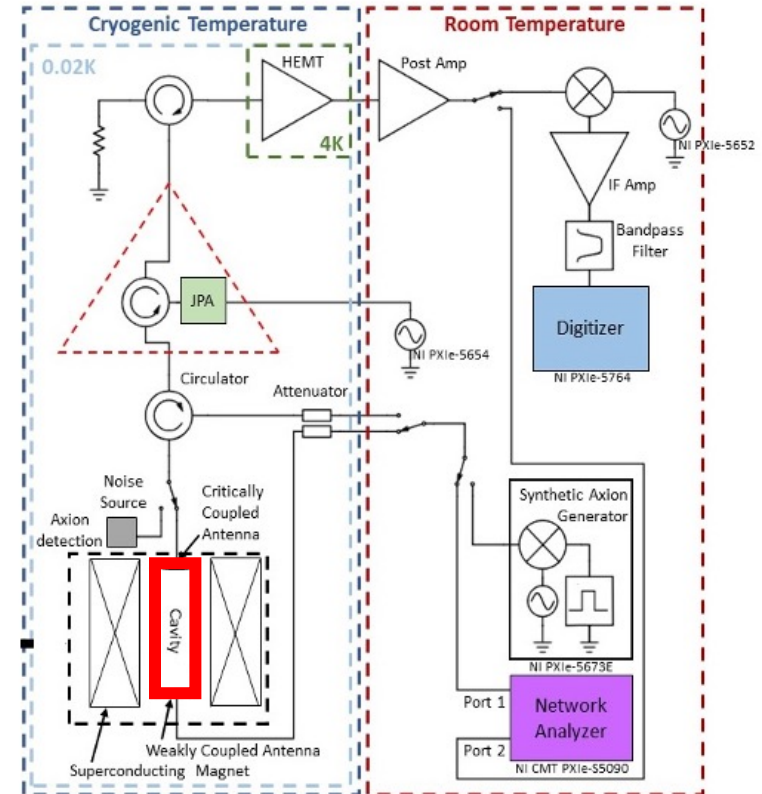 Cryogenic Temperature
Room Temperature
0.02K
HEMT
4K
Post Amp
NI PXIe-5652
IF Amp
Bandpass
Filter
Digitizer
NI PXIe-5764
JPA
NI PXIe-5654
Circulator
Attenuator
Noise
Source
Axion
detection
Critically
Coupled
Antenna
Cavity
Synthetic Axion
Generator
NI PXIe-5673E
Port 1
Network
Analyzer
Port 2
NI CMT PXIe-S5090
Weakly Coupled Antenna
Superconducting Magnet